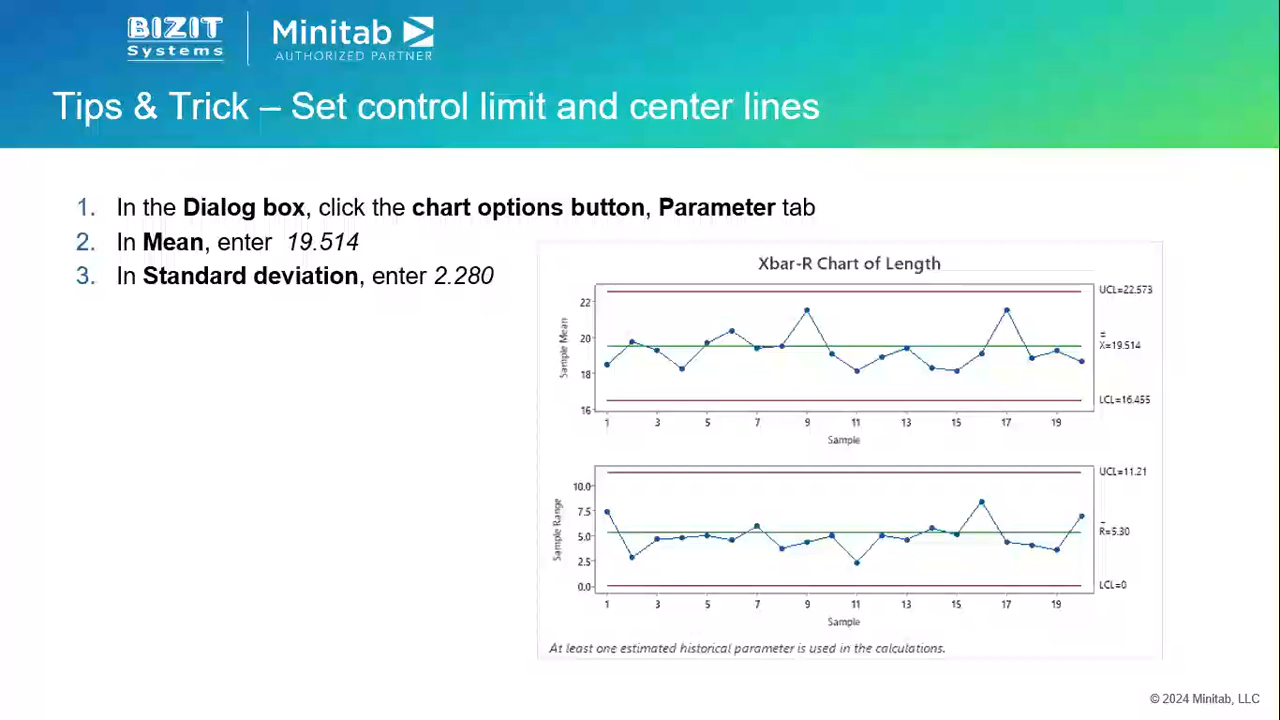 BIZIT
Systems
Minitab
AUTHORIZED PARTNER
Tips & Trick – Set control limit and center lines
1. In the Dialog box, click the chart options button, Parameter tab
2. In Mean, enter 19.514
3. In Standard deviation, enter 2.280
Xbar-R Chart of Length
Sample Mean
22
20
18
16
UCL=22.573
X=19.514
LCL=16.455
1 3 5 7 9 11 13 15 17 19
Sample
Sample Range
10.0
7.5
5.0
2.5
0.0
UCL=11.21
R=5.30
LCL=0
1 3 5 7 9 11 13 15 17 19
Sample
At least one estimated historical parameter is used in the calculations.
© 2024 Minitab, LLC